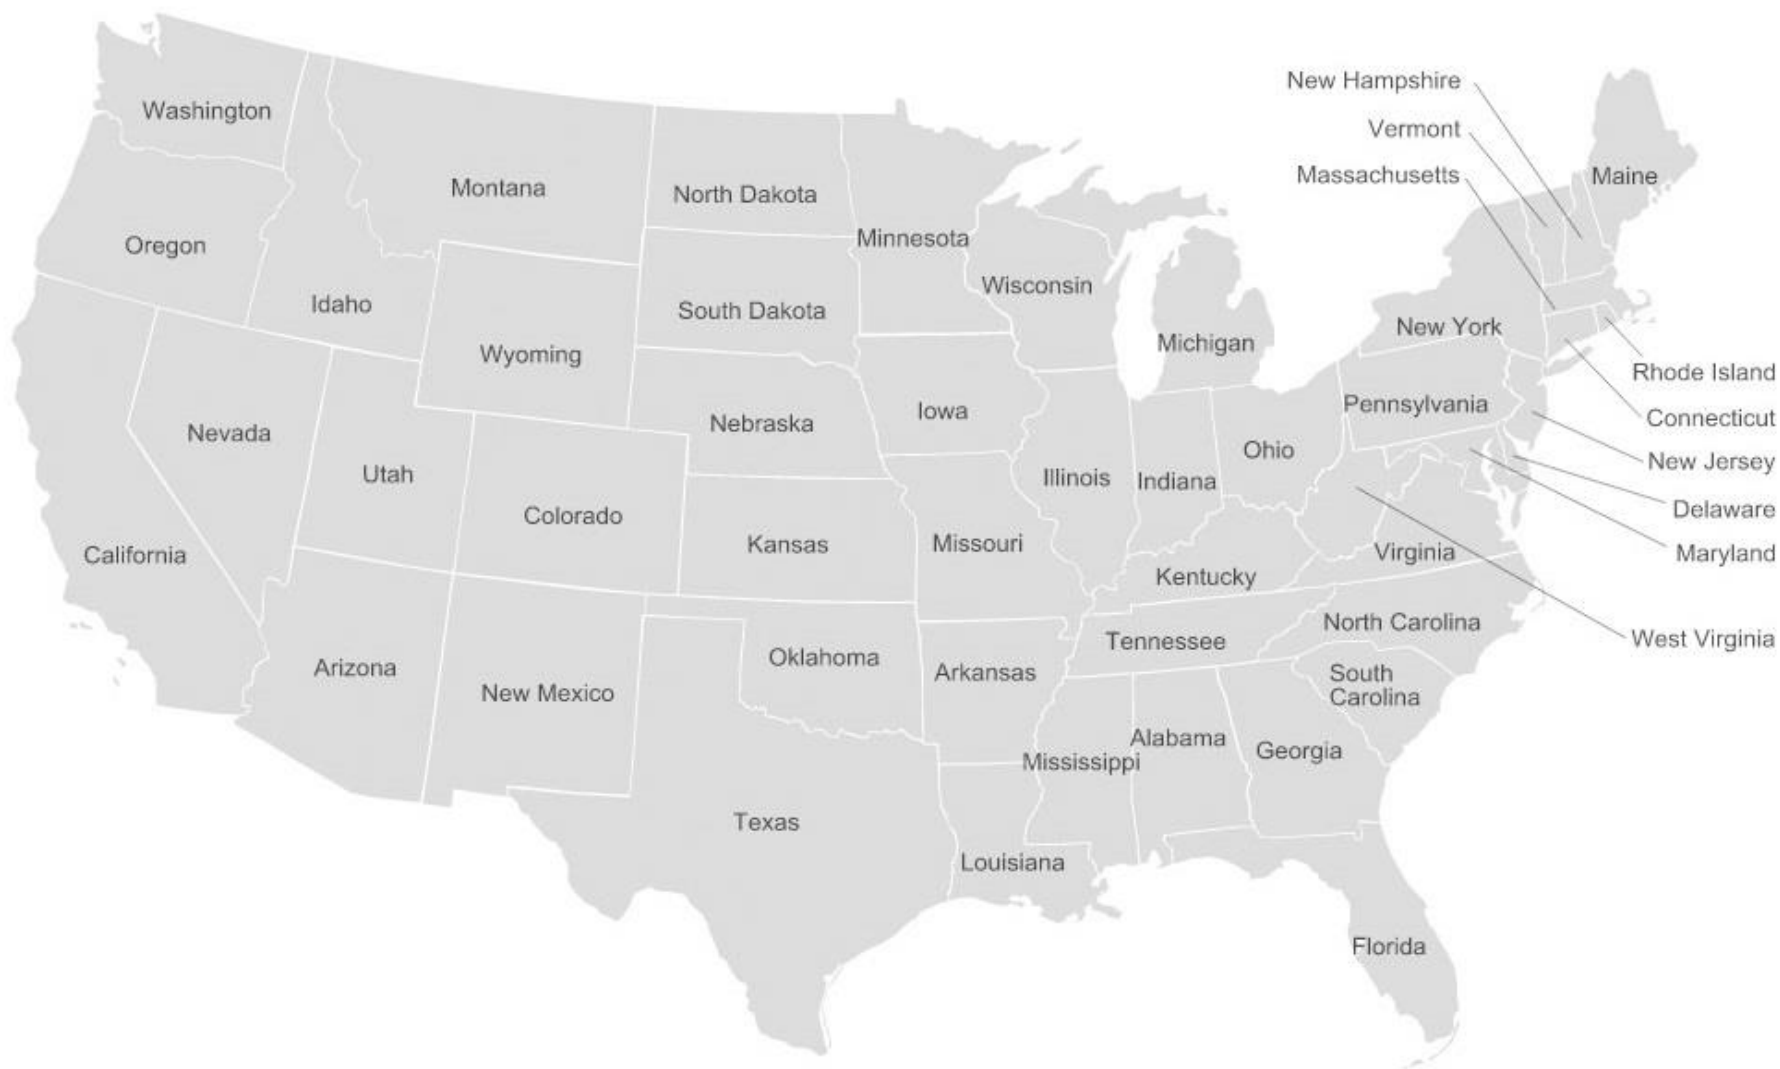 New Hampshire
Washington
Vermont
Massachusetts
Maine
Montana
North Dakota
Minnesota
Oregon
Wisconsin
Idaho
South Dakota
New York
Michigan
Wyoming
Rhode Island
Pennsylvania
Iowa
Connecticut
Nebraska
Nevada
Ohio
New Jersey
Utah
Illinois
Indiana
Delaware
Colorado
Kansas
Missouri
Virginia
Maryland
California
Kentucky
North Carolina
West Virginia
Tennessee
Oklahoma
Arizona
Arkansas
South
Carolina
New Mexico
Alabama
Georgia
Mississippi
Texas
Louisiana
Florida